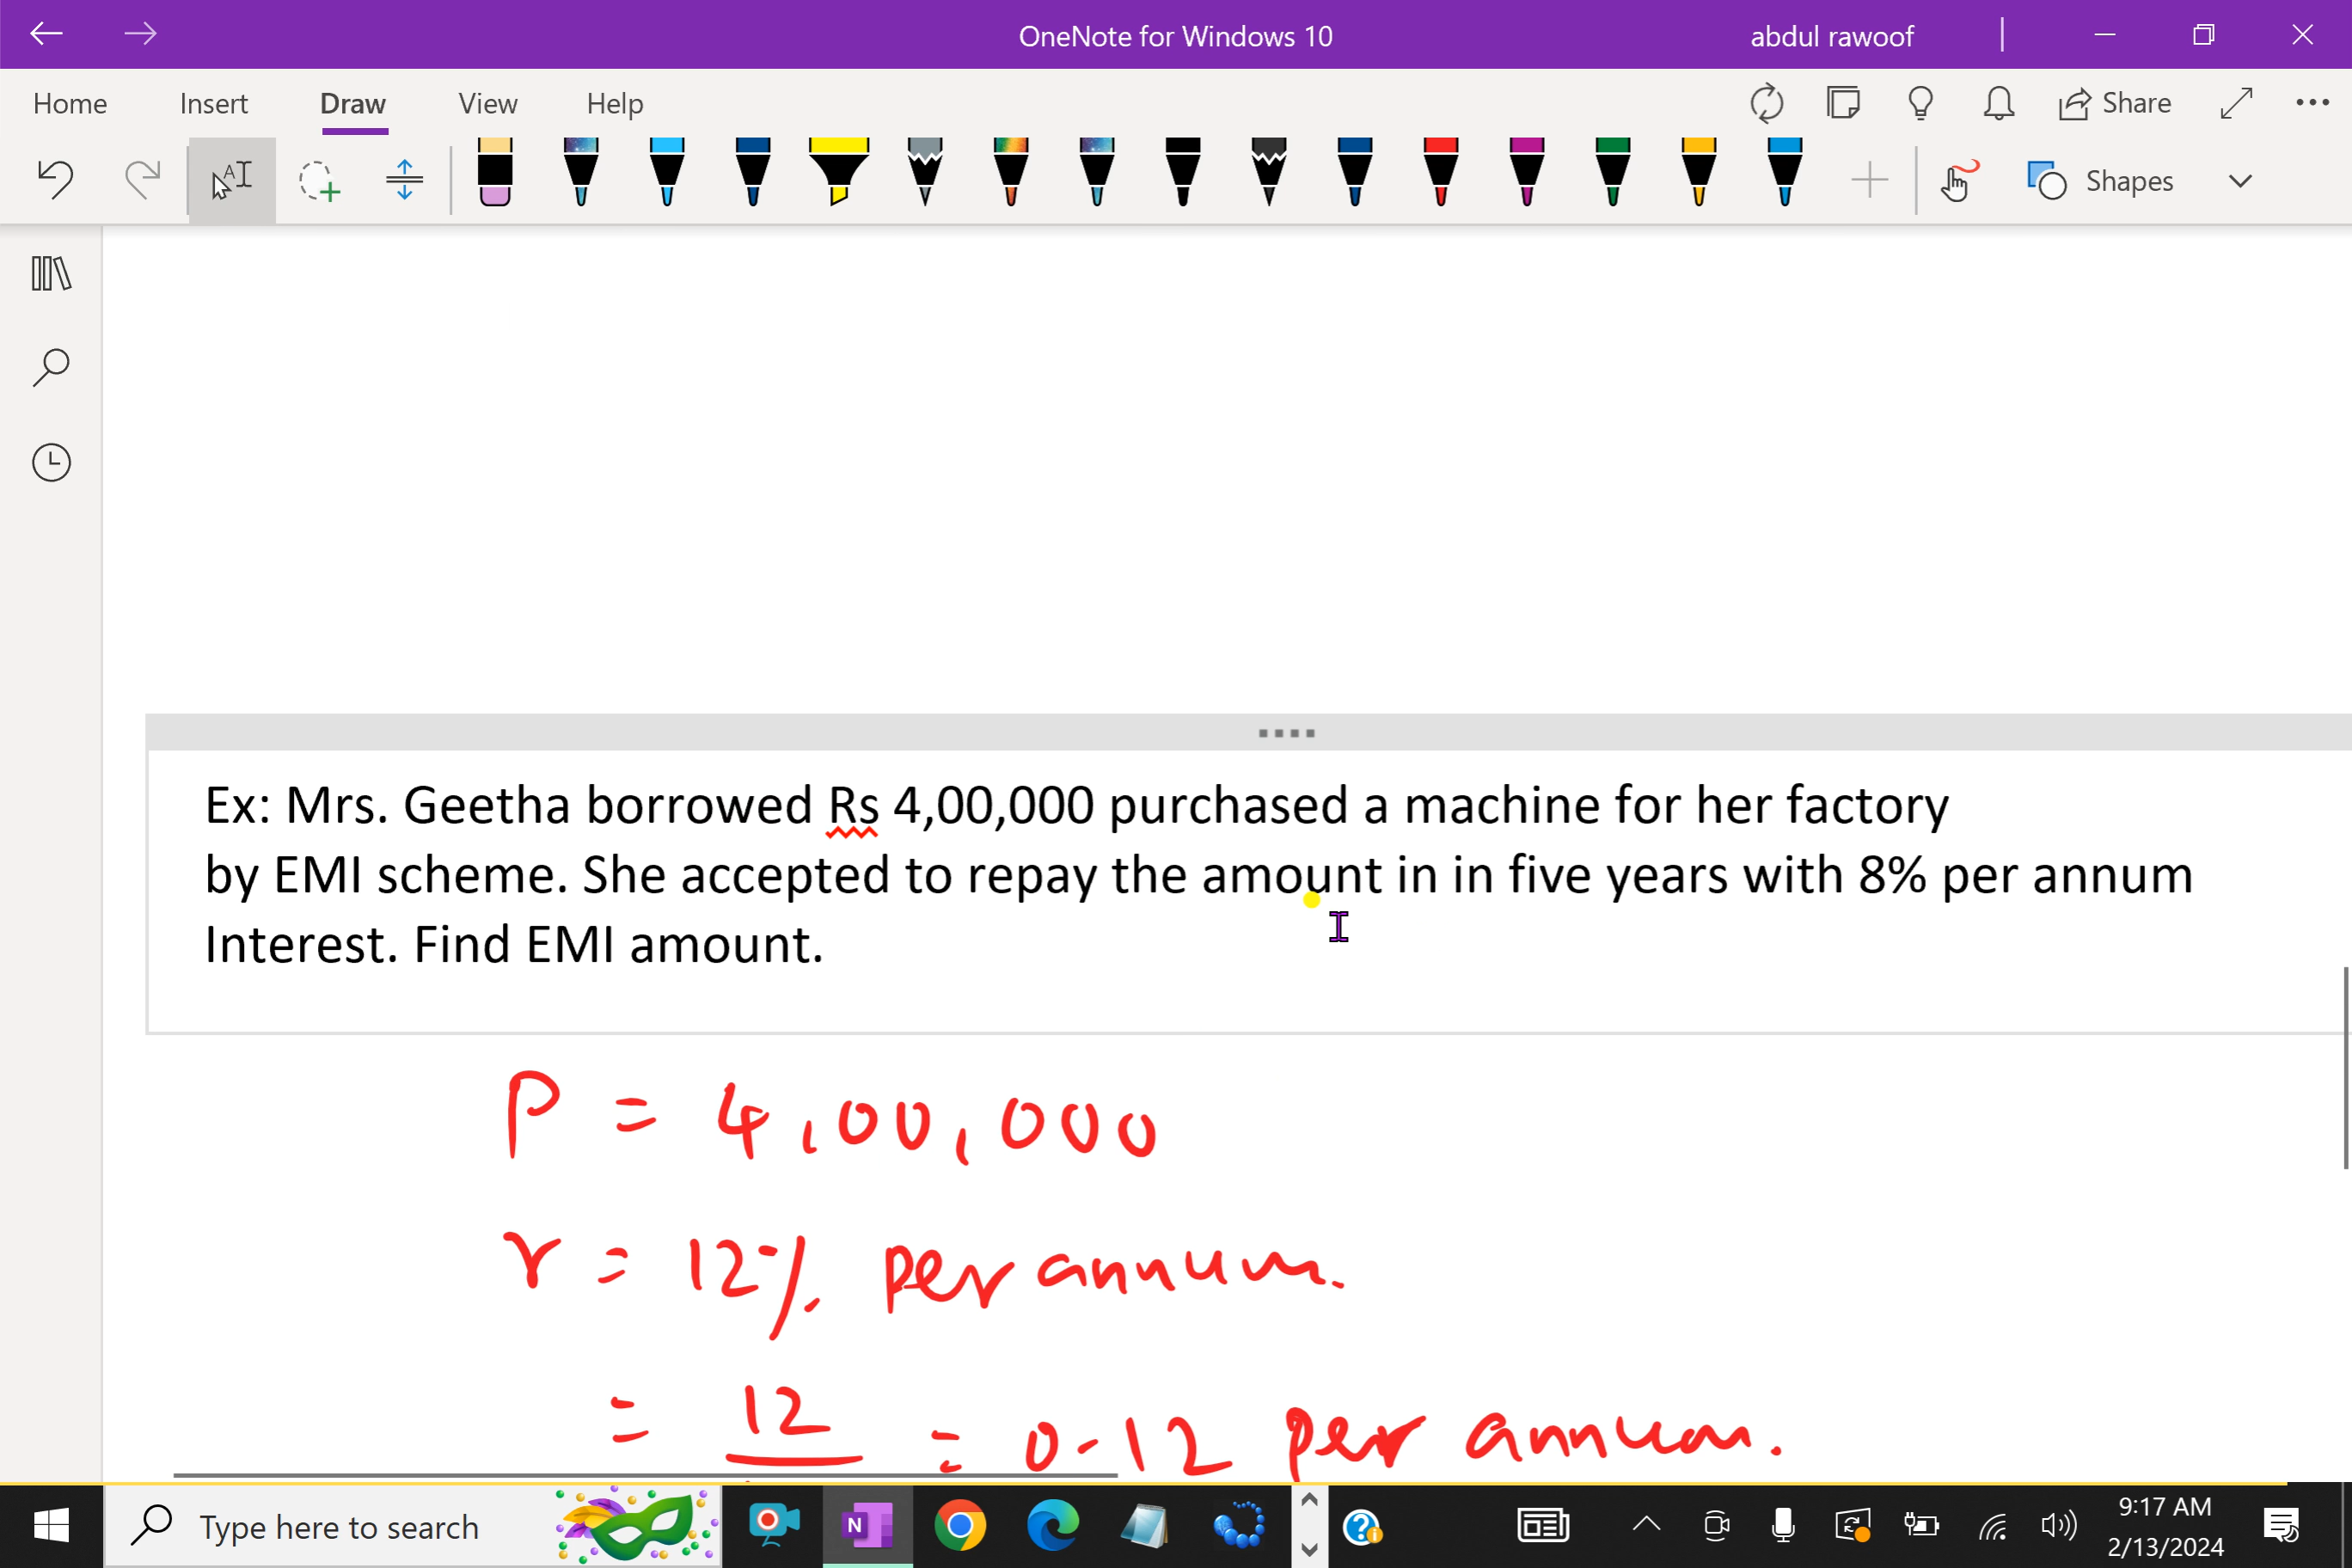 OneNote for Windows 10
abdul rawoof
Home Insert Draw View Help
Share
Shapes
Ex: Mrs. Geetha borrowed Rs 4,00,000 purchased a machine for her factory
by EMI scheme. She accepted to repay the amount in in five years with 8% per annum
Interest. Find EMI amount.
P = 4,00,000
r = 12% per annum.
= 12 = 0.12 per annum.
Type here to search
9:17 AM
2/13/2024